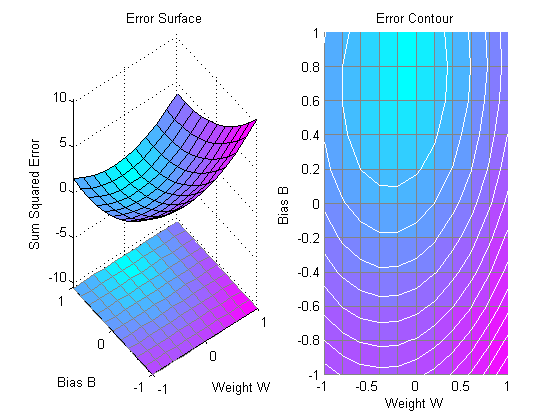 Error Surface
10
5
0
-5
-10
Sum Squared Error
1
0
-1
Bias B
-1
0
1
Weight W
Error Contour
1
0.8
0.6
0.4
0.2
0
-0.2
-0.4
-0.6
-0.8
-1
Bias B
-1 -0.5 0 0.5 1
Weight W